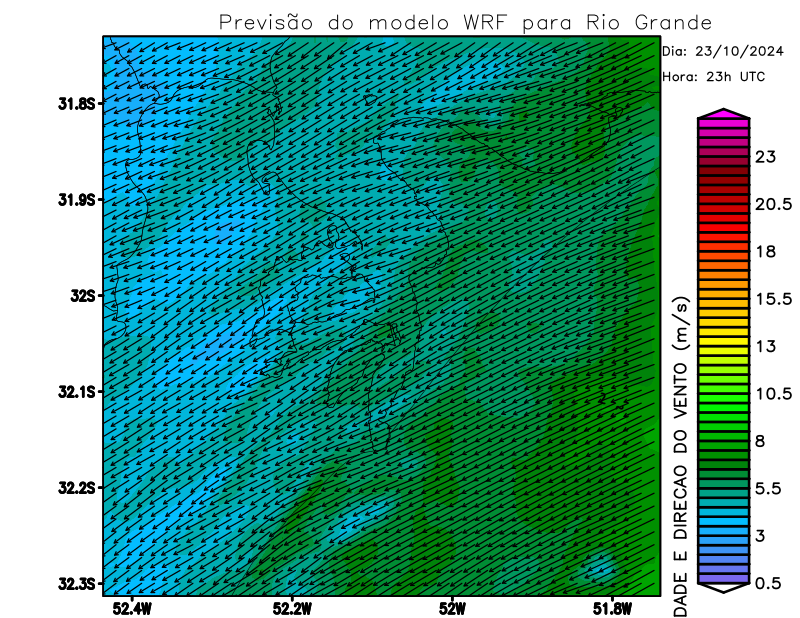 Previsão do modelo WRF para Rio Grande
Dia: 23/10/2024
Hora: 23h UTC
31.8S
31.9S
32S
32.1S
32.2S
32.3S
52.4W
52.2W
52W
51.8W
DADE E DIRECAO DO VENTO (m/s)
23
20.5
18
15.5
13
10.5
8
5.5
3
0.5